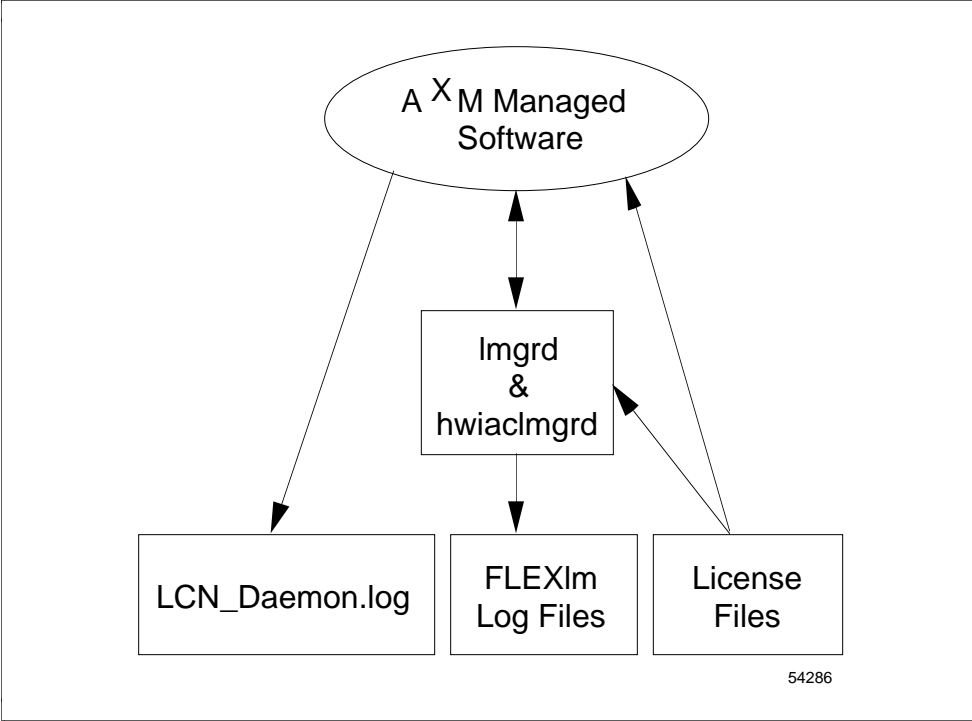 A X M Managed
Software
lmgrd
&
hwiaclmgrd
LCN_Daemon.log
FLEXlm
Log Files
License
Files
54286